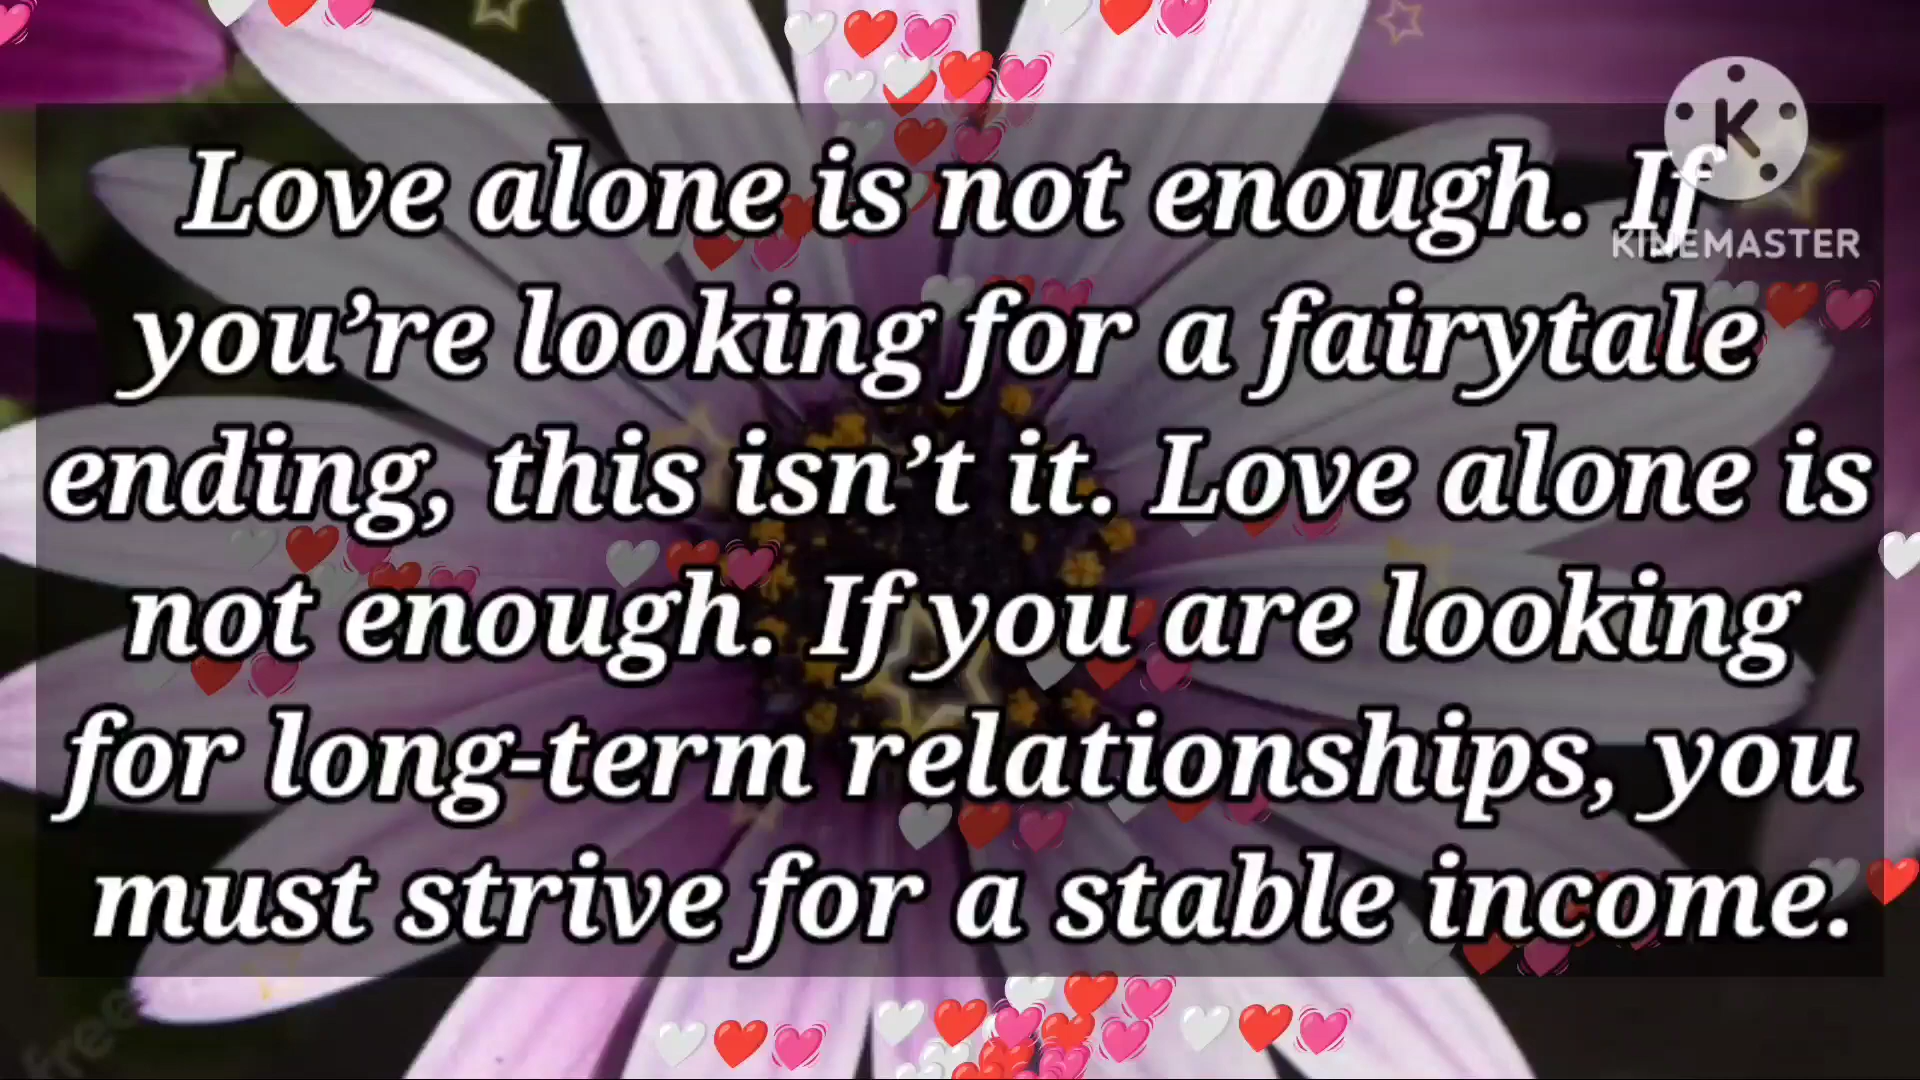 Love alone is not enough. If
you’re looking for a fairytale
ending, this isn’t it. Love alone is
not enough. If you are looking
for long-term relationships, you
must strive for a stable income.
K
KINEMASTER
free